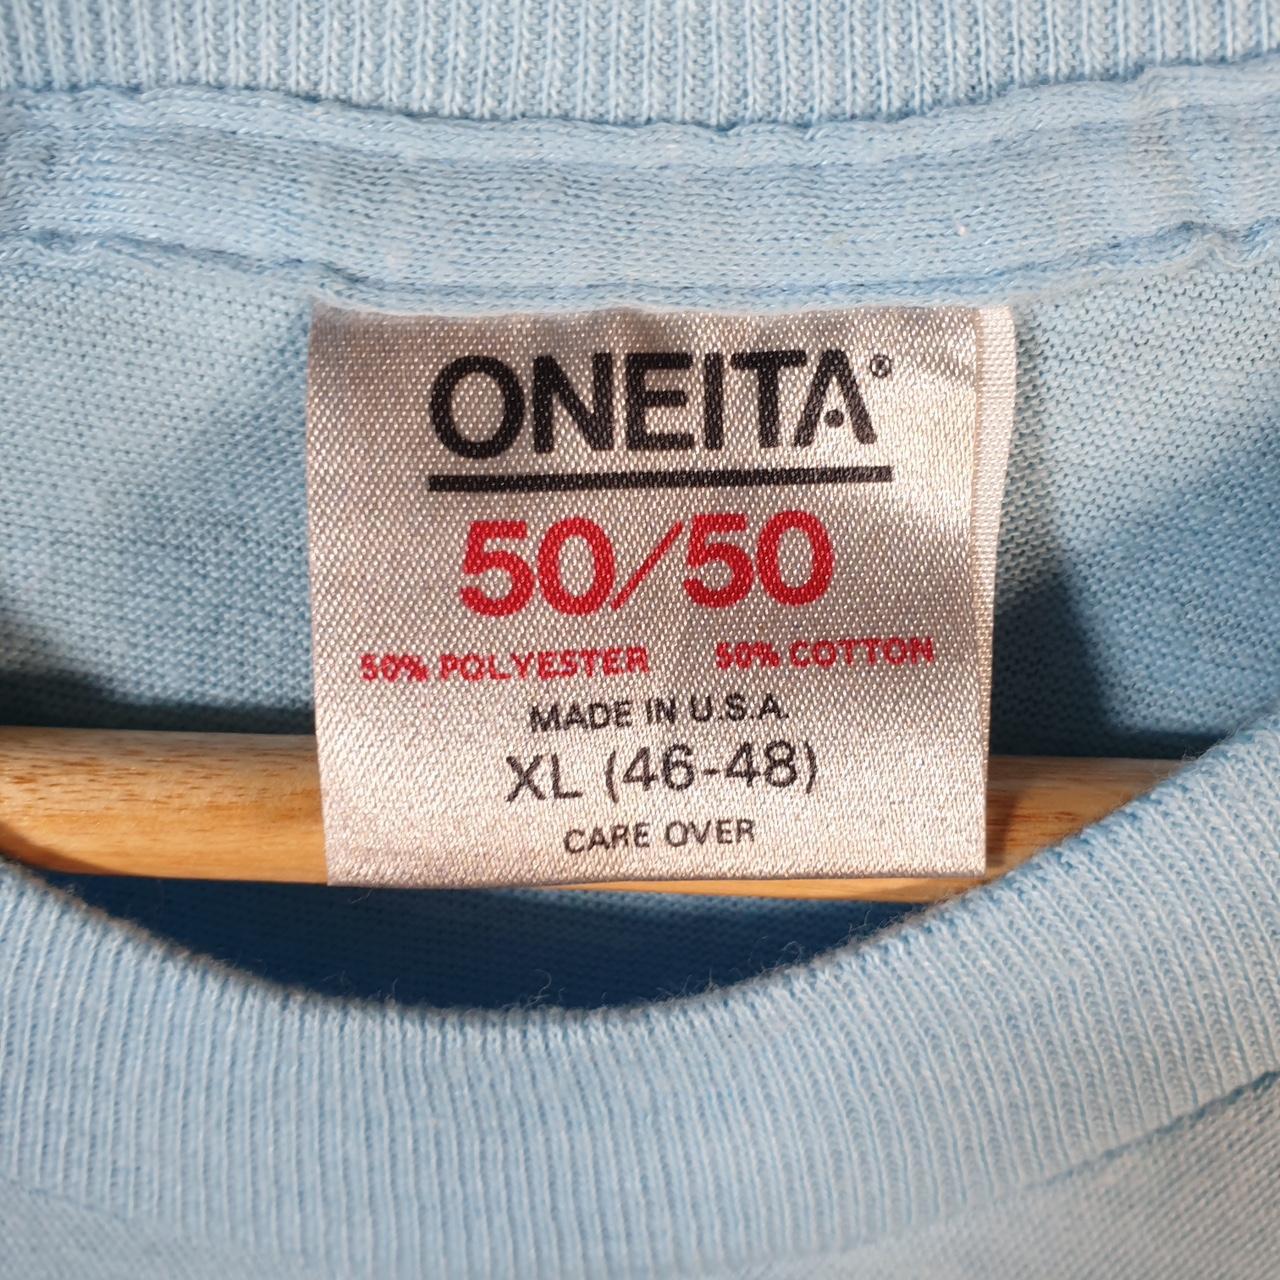 ONEITA®
50/50
50% POLYESTER 50% COTTON
MADE IN U.S.A.
XL (46-48)
CARE OVER